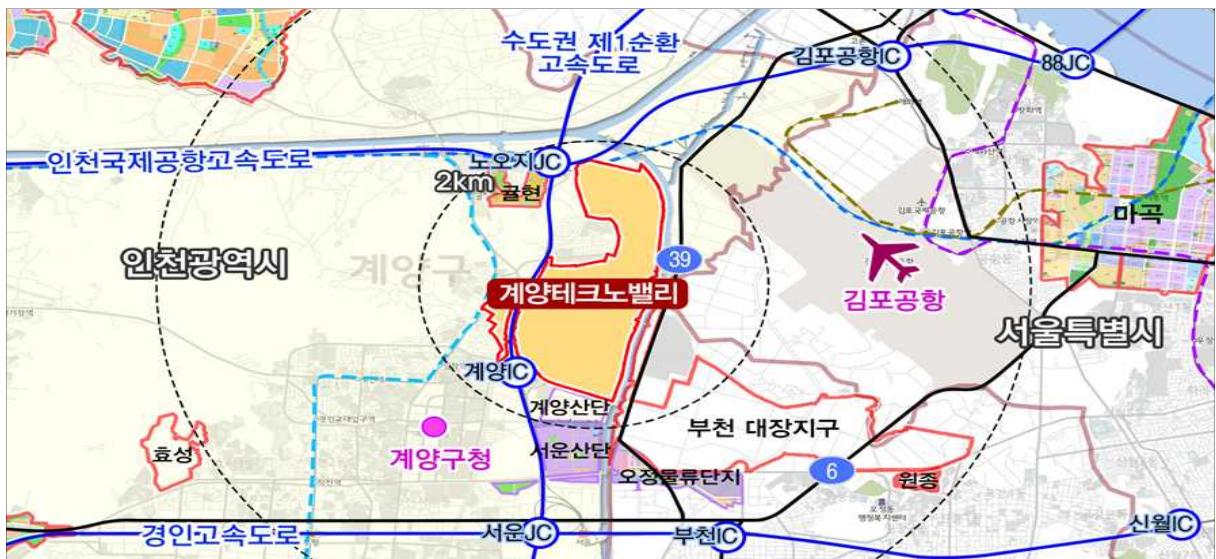 수도권 제1순환
고속도로
김포공항IC
88JC
인천국제공항고속도로
노오지JC
2km
귤현
마곡
인천광역시
계양구
39
계양테크노밸리
김포공항
서울특별시
계양IC
계양산단
부천 대장지구
효성
계양구청
서운산단
오정물류단지
6
원종
경인고속도로
서운JC
부천IC
신월IC